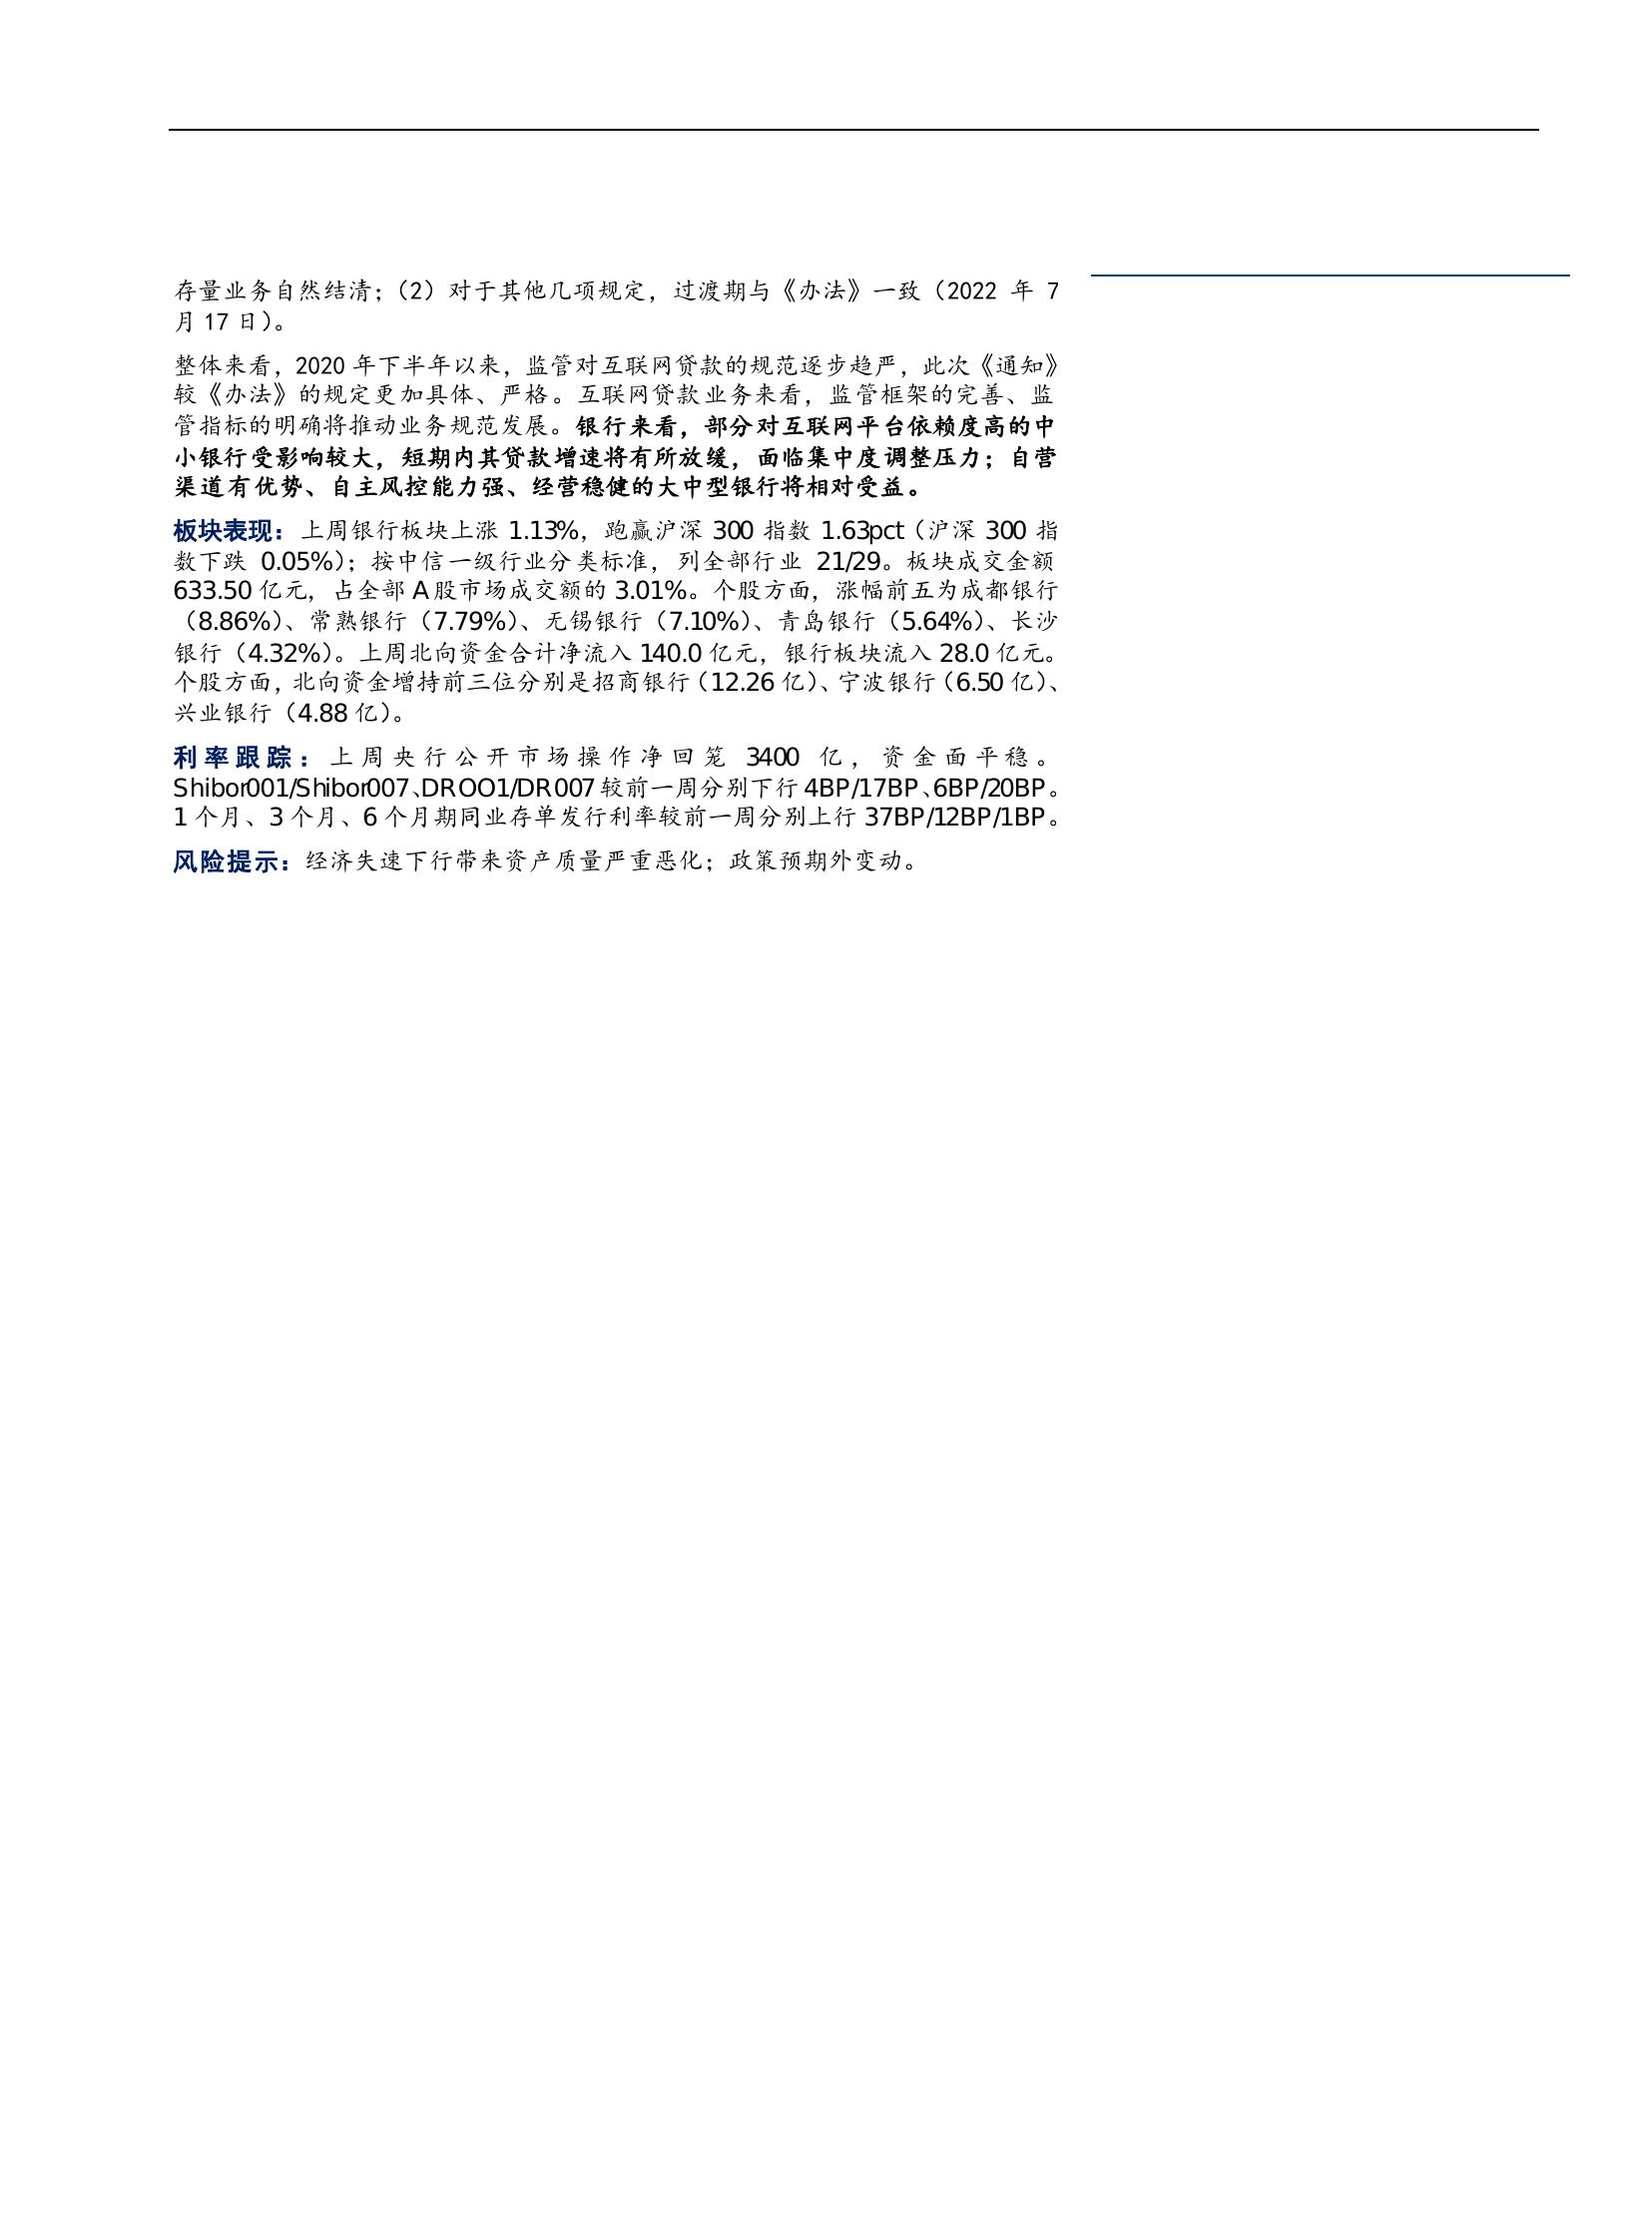 存量业务自然结清；（2）对于其他几项规定，过渡期与《办法》一致（2022 年 7
月 17 日）。
整体来看，2020 年下半年以来，监管对互联网贷款的规范逐步趋严，此次《通知》
较《办法》的规定更加具体、严格。互联网贷款业务来看，监管框架的完善、监
管指标的明确将推动业务规范发展。银行来看，部分对互联网平台依赖度高的中
小银行受影响较大，短期内其贷款增速将有所放缓，面临集中度调整压力；自营
渠道有优势、自主风控能力强、经营稳健的大中型银行将相对受益。
板块表现：上周银行板块上涨 1.13%，跑赢沪深 300 指数 1.63pct（沪深 300 指
数下跌 0.05%）；按中信一级行业分类标准，列全部行业 21/29。板块成交金额
633.50 亿元，占全部 A 股市场成交额的 3.01%。个股方面，涨幅前五为成都银行
（8.86%）、常熟银行（7.79%）、无锡银行（7.10%）、青岛银行（5.64%）、长沙
银行（4.32%）。上周北向资金合计净流入 140.0 亿元，银行板块流入 28.0 亿元。
个股方面，北向资金增持前三位分别是招商银行（12.26 亿）、宁波银行（6.50 亿）、
兴业银行（4.88 亿）。
利率跟踪：上周央行公开市场操作净回笼 3400 亿，资金面平稳。
Shibor001/Shibor007、DROO1/DR007 较前一周分别下行 4BP/17BP、6BP/20BP。
1 个月、3 个月、6 个月期同业存单发行利率较前一周分别上行 37BP/12BP/1BP。
风险提示：经济失速下行带来资产质量严重恶化；政策预期外变动。